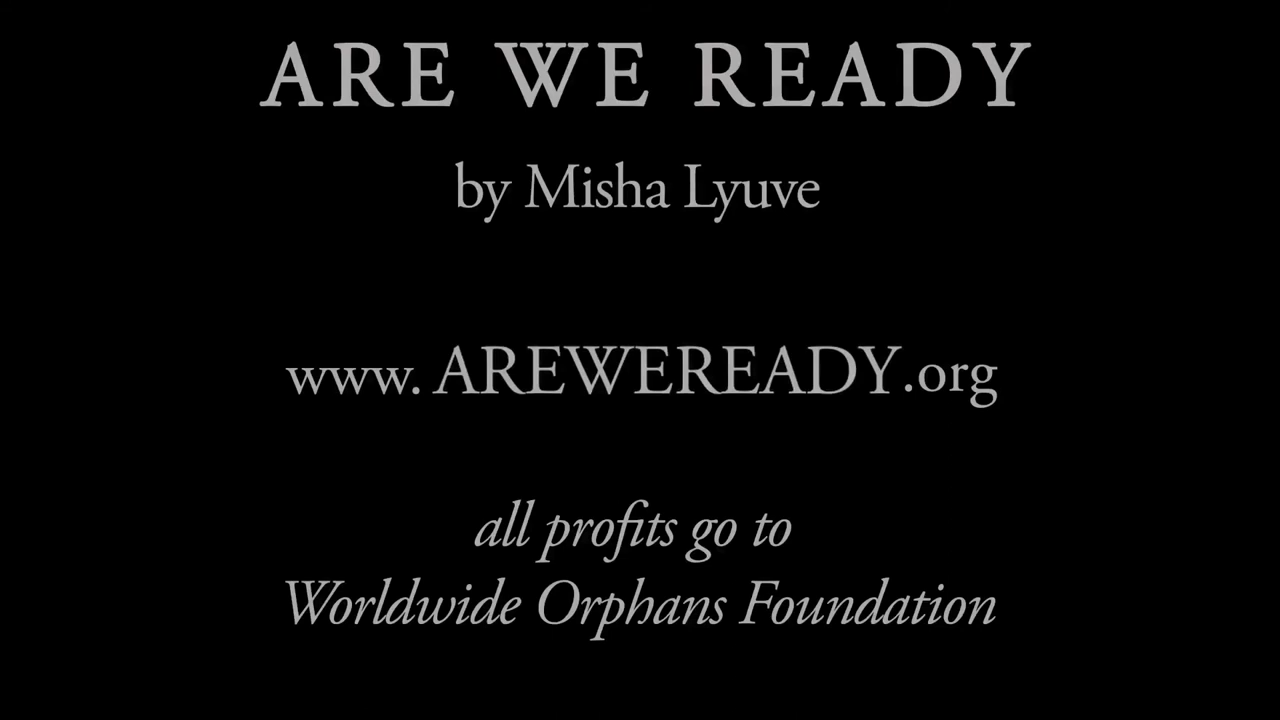 ARE WE READY
by Misha Lyuve
www. AREWEREADY.org
all profits go to
Worldwide Orphans Foundation